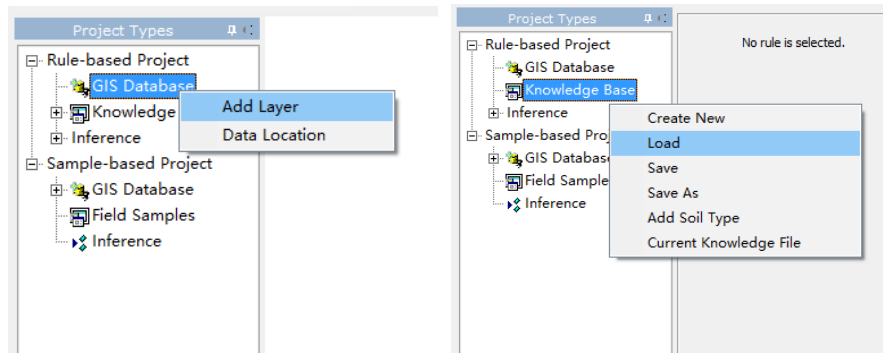 Project Types
Rule-based Project
GIS Database
Knowledge
Inference
Sample-based Project
GIS Database
Field Samples
Inference
Add Layer
Data Location
Project Types
Rule-based Project
GIS Database
Knowledge Base
Inference
Sample-based Proj
GIS Databas
Field Sample
Inference
Create New
Load
Save
Save As
Add Soil Type
Current Knowledge File
No rule is selected.